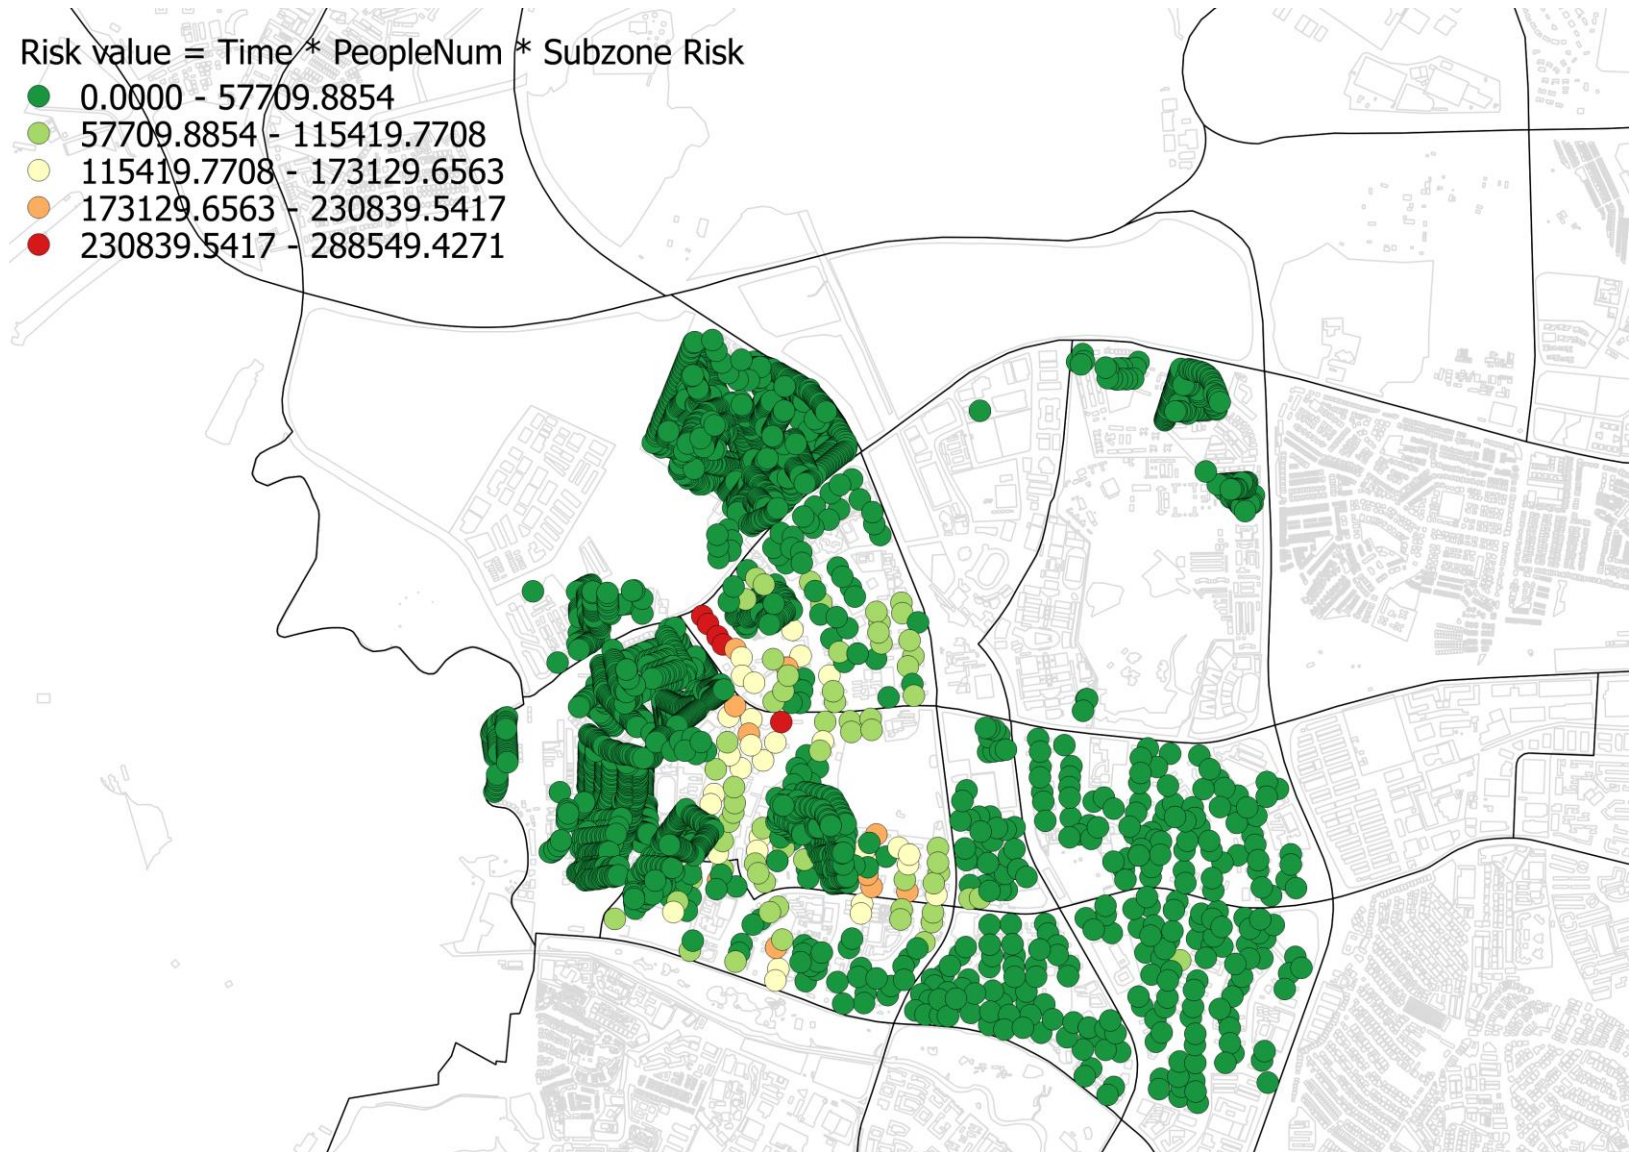 Risk value = Time * PeopleNum * Subzone Risk
0.0000 - 57709.8854
57709.8854 - 115419.7708
115419.7708 - 173129.6563
173129.6563 - 230839.5417
230839.5417 - 288549.4271